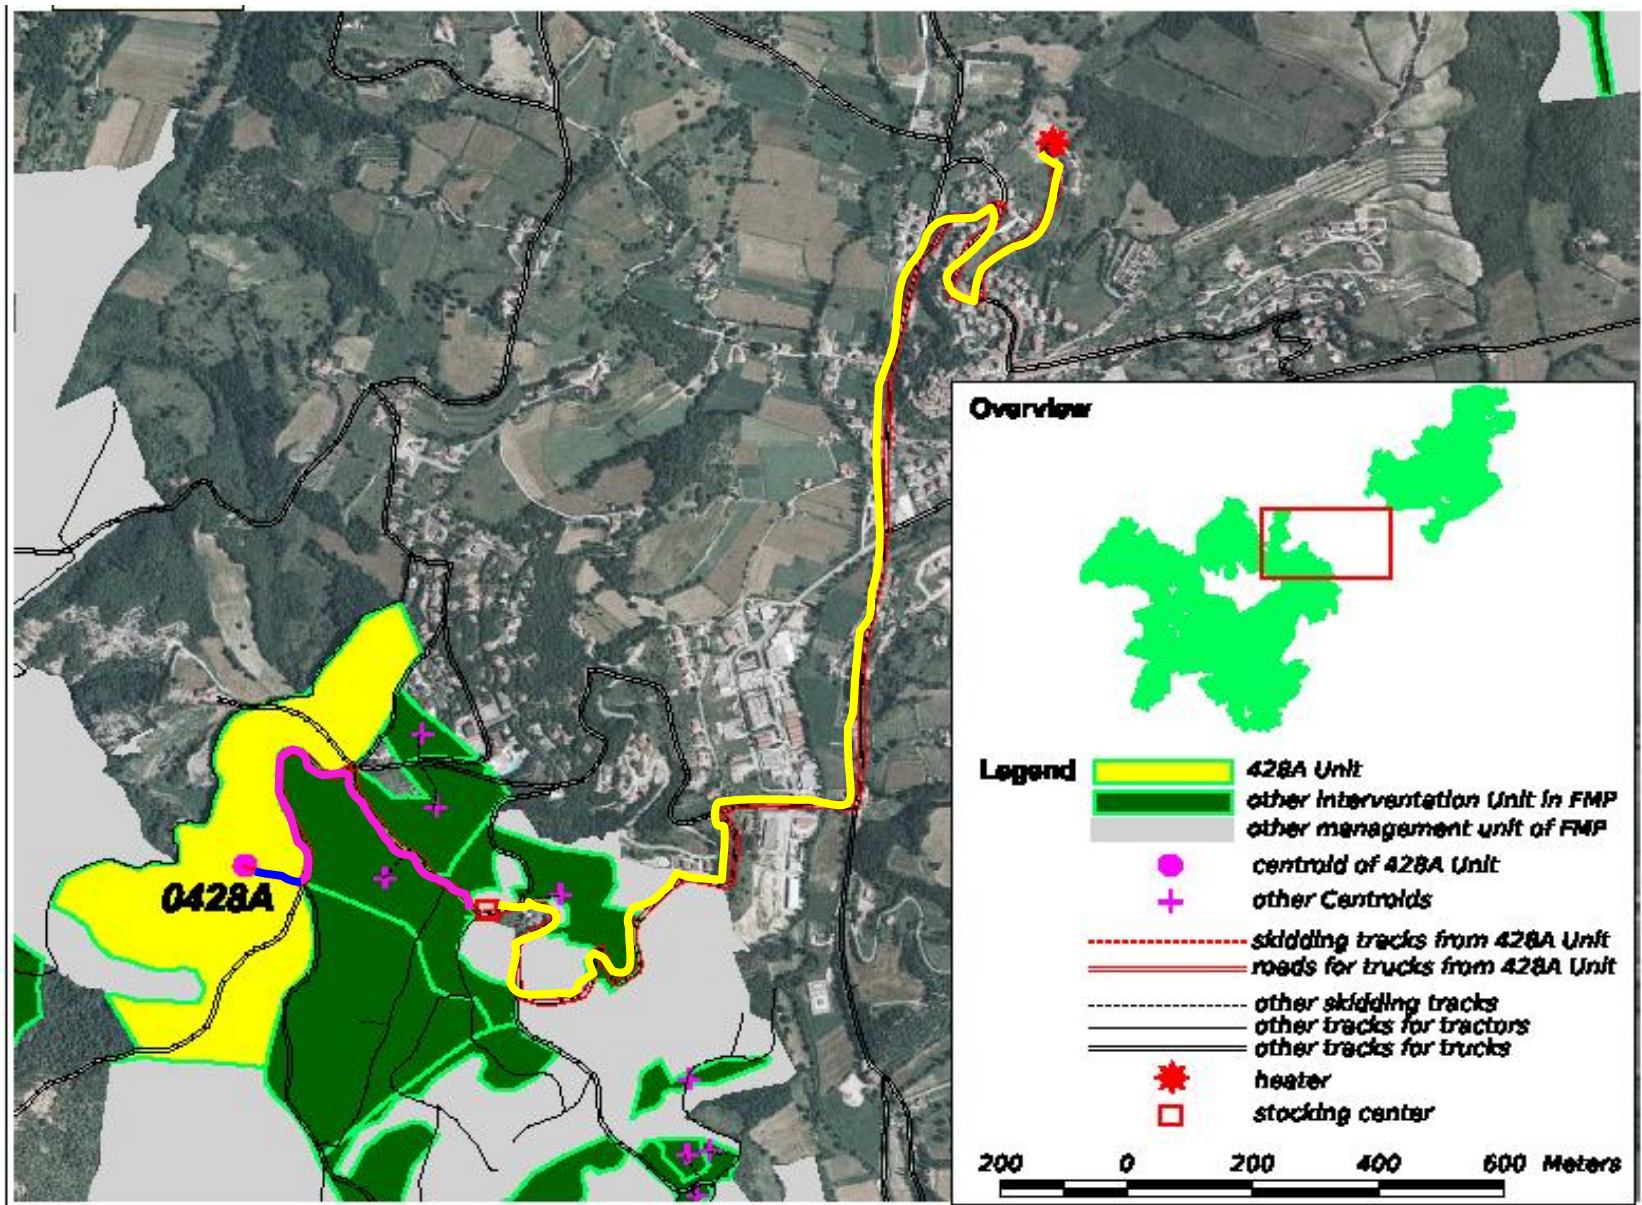 Overview
Legend
428A Unit
other interventation Unit in FMP
other management unit of FMP
centroid of 428A Unit
0428A
other Centroids
skidding tracks from 428A Unit
roads for trucks from 428A Unit
other skidding tracks
other tracks for tractors
other tracks for trucks
heater
stocking center
200 0 200 400 600 Meters